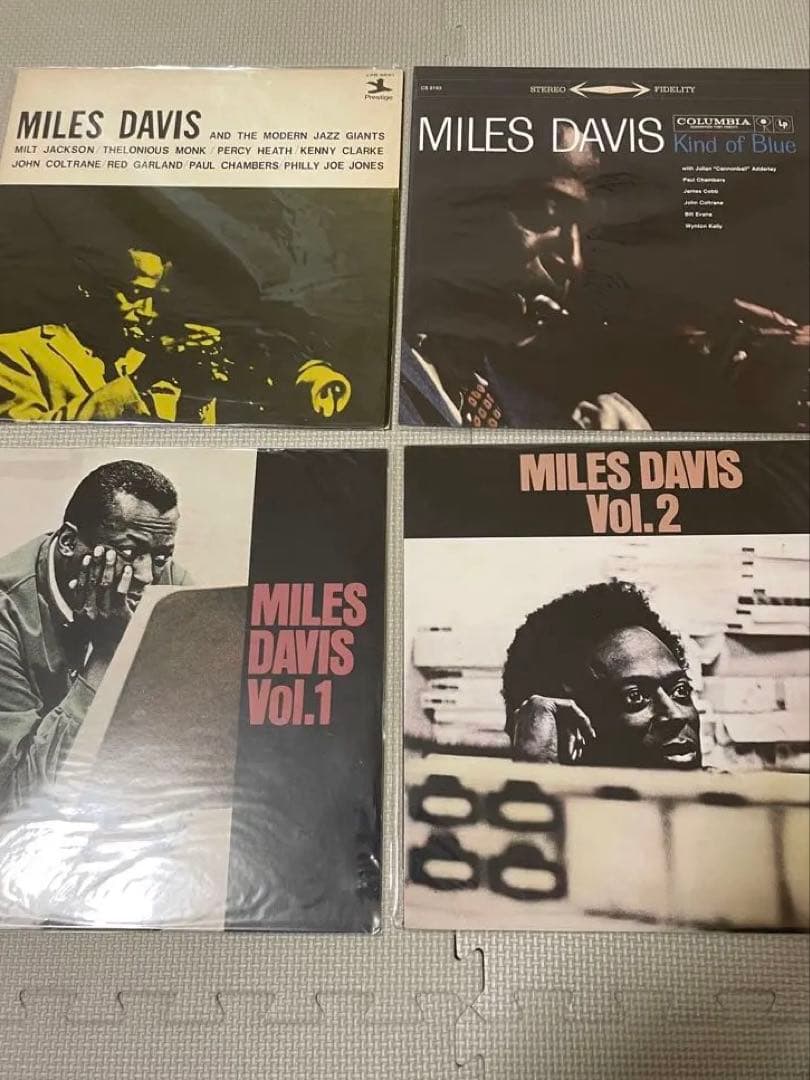 Prestige
MILES DAVIS AND THE MODERN JAZZ GIANTS
MILT JACKSON / THELONIOUS MONK / PERCY HEATH / KENNY CLARKE
JOHN COLTRANE / RED GARLAND / PAUL CHAMBERS / PHILLY JOE JONES
STEREO FIDELITY
MILES DAVIS COLUMBIA LP
Kind of Blue
with Julian "Cannonball" Adderley
Paul Chambers
James Cobb
John Coltrane
Bill Evans
Wynton Kelly
MILES
DAVIS
Vol.1
MILES DAVIS
Vol.2